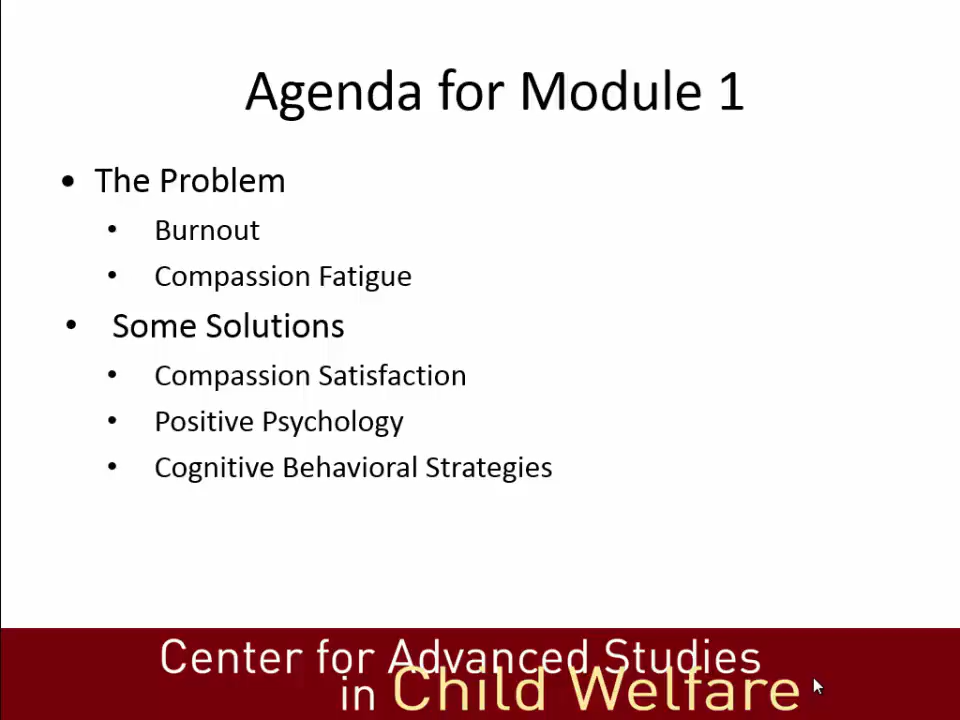 Agenda for Module 1
• The Problem
• Burnout
• Compassion Fatigue
• Some Solutions
• Compassion Satisfaction
• Positive Psychology
• Cognitive Behavioral Strategies
Center for Advanced Studies
in Child Welfare